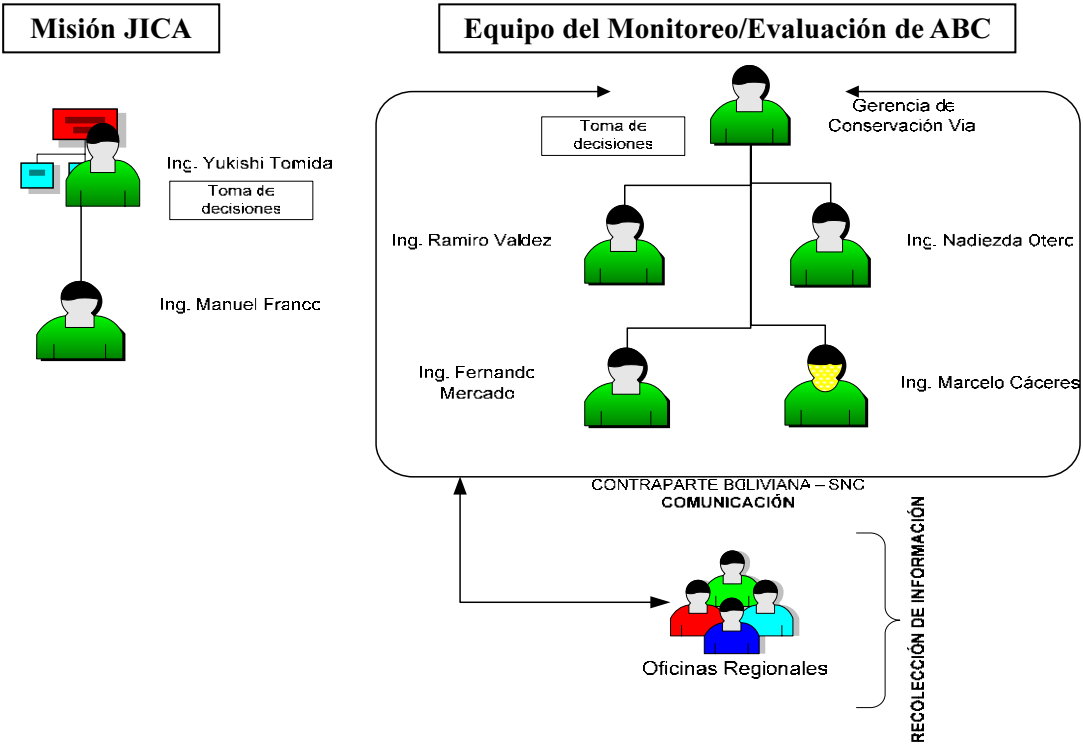 Misión JICA
Equipo del Monitoreo/Evaluación de ABC
Ing. Yukishi Tomida
Toma de
decisiones
Ing. Manuel Franco
Toma de
decisiones
Gerencia de
Conservación Via
Ing. Ramiro Valdez
Ing. Nadiezda Otero
Ing. Fernando
Mercado
Ing. Marcelo Cáceres
CONTRAPARTE BOLIVIANA – SNC
COMUNICACIÓN
Oficinas Regionales
RECOLECCIÓN DE INFORMACIÓN